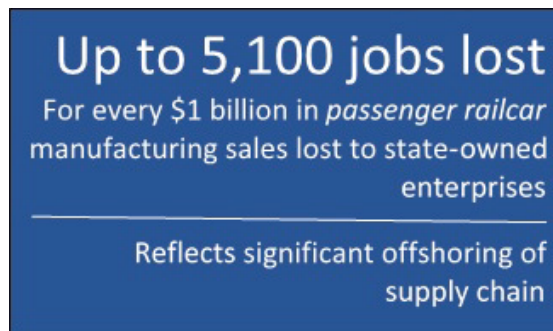 Up to 5,100 jobs lost
For every $1 billion in passenger railcar
manufacturing sales lost to state-owned
enterprises
Reflects significant offshoring of
supply chain